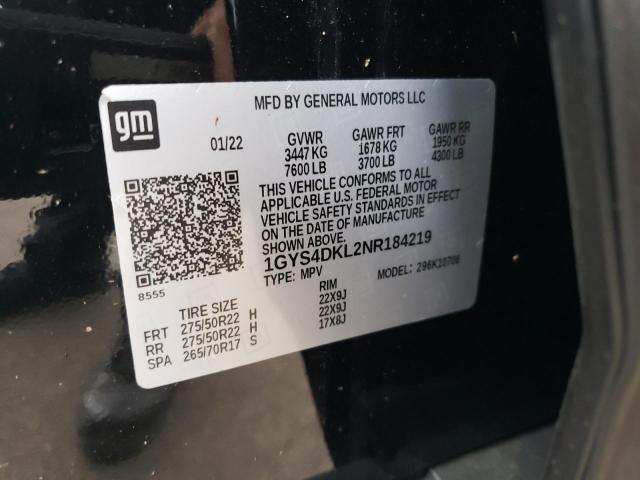 gm
MFD BY GENERAL MOTORS LLC
01/22 GVWR GAWR FRT GAWR RR
3447 KG 1678 KG 1950 KG
7600 LB 3700 LB 4300 LB
THIS VEHICLE CONFORMS TO ALL
APPLICABLE U.S. FEDERAL MOTOR
VEHICLE SAFETY STANDARDS IN EFFECT
ON THE DATE OF MANUFACTURE
SHOWN ABOVE.
1GYS4DKL2NR184219
TYPE: MPV MODEL: 296K10706
8555
TIRE SIZE RIM
FRT 275/50R22 H 22X9J
RR 275/50R22 H 22X9J
SPA 265/70R17 S 17X8J